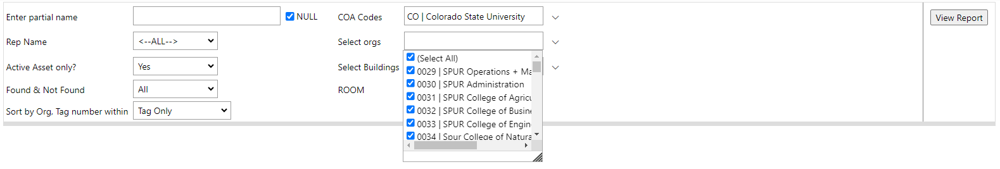 Enter partial name
NULL
COA Codes
CO | Colorado State University
View Report
Rep Name
<--ALL-->
Select orgs
(Select All)
Active Asset only?
Yes
Select Buildings
0029 | SPUR Operations + Ma
0030 | SPUR Administration
Found & Not Found
All
ROOM
0031 | SPUR College of Agricu
0032 | SPUR College of Busine
Sort by Org, Tag number within
Tag Only
0033 | SPUR College of Engin
0034 | Spur College of Natura